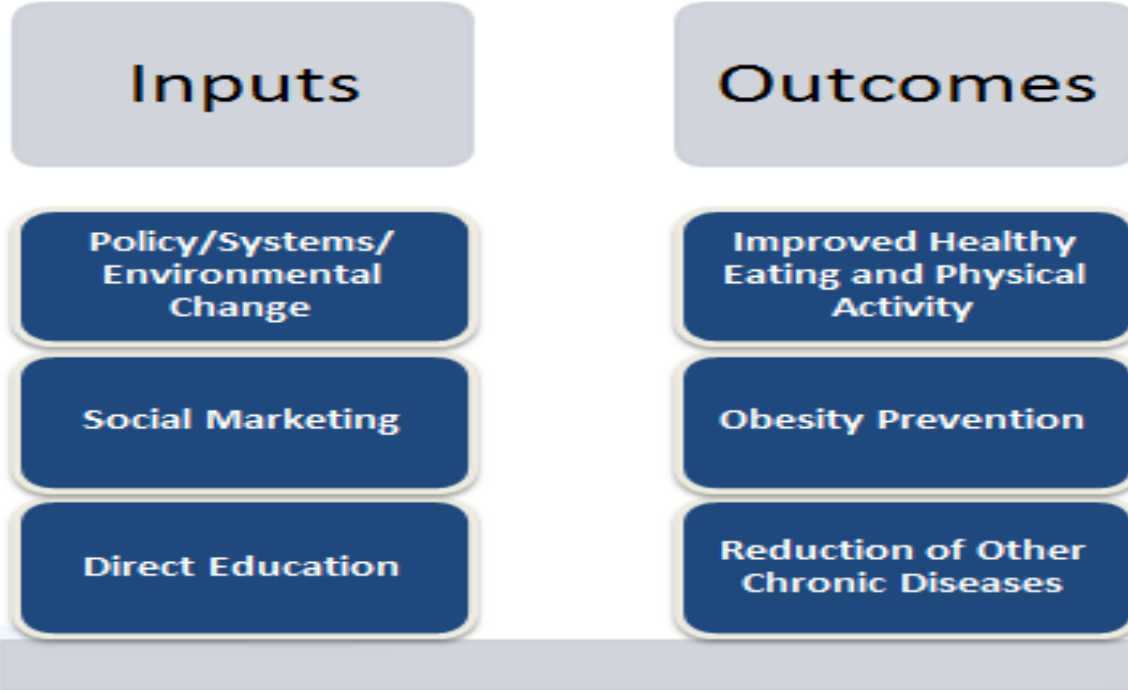 Inputs
Policy/Systems/
Environmental
Change
Social Marketing
Direct Education
Outcomes
Improved Healthy
Eating and Physical
Activity
Obesity Prevention
Reduction of Other
Chronic Diseases